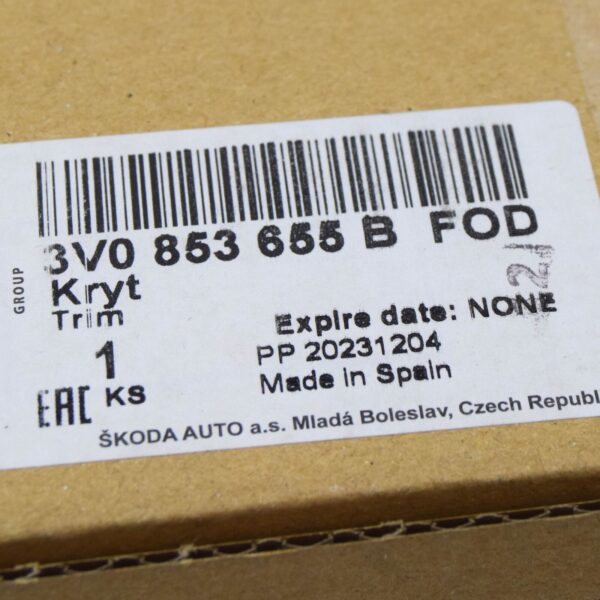 GROUP
3V0 853 655 B FOD
Kryt
Trim
Expire date: NONE
1 KS
PP 20231204
Made in Spain
EAC
ŠKODA AUTO a.s. Mladá Boleslav, Czech Republ